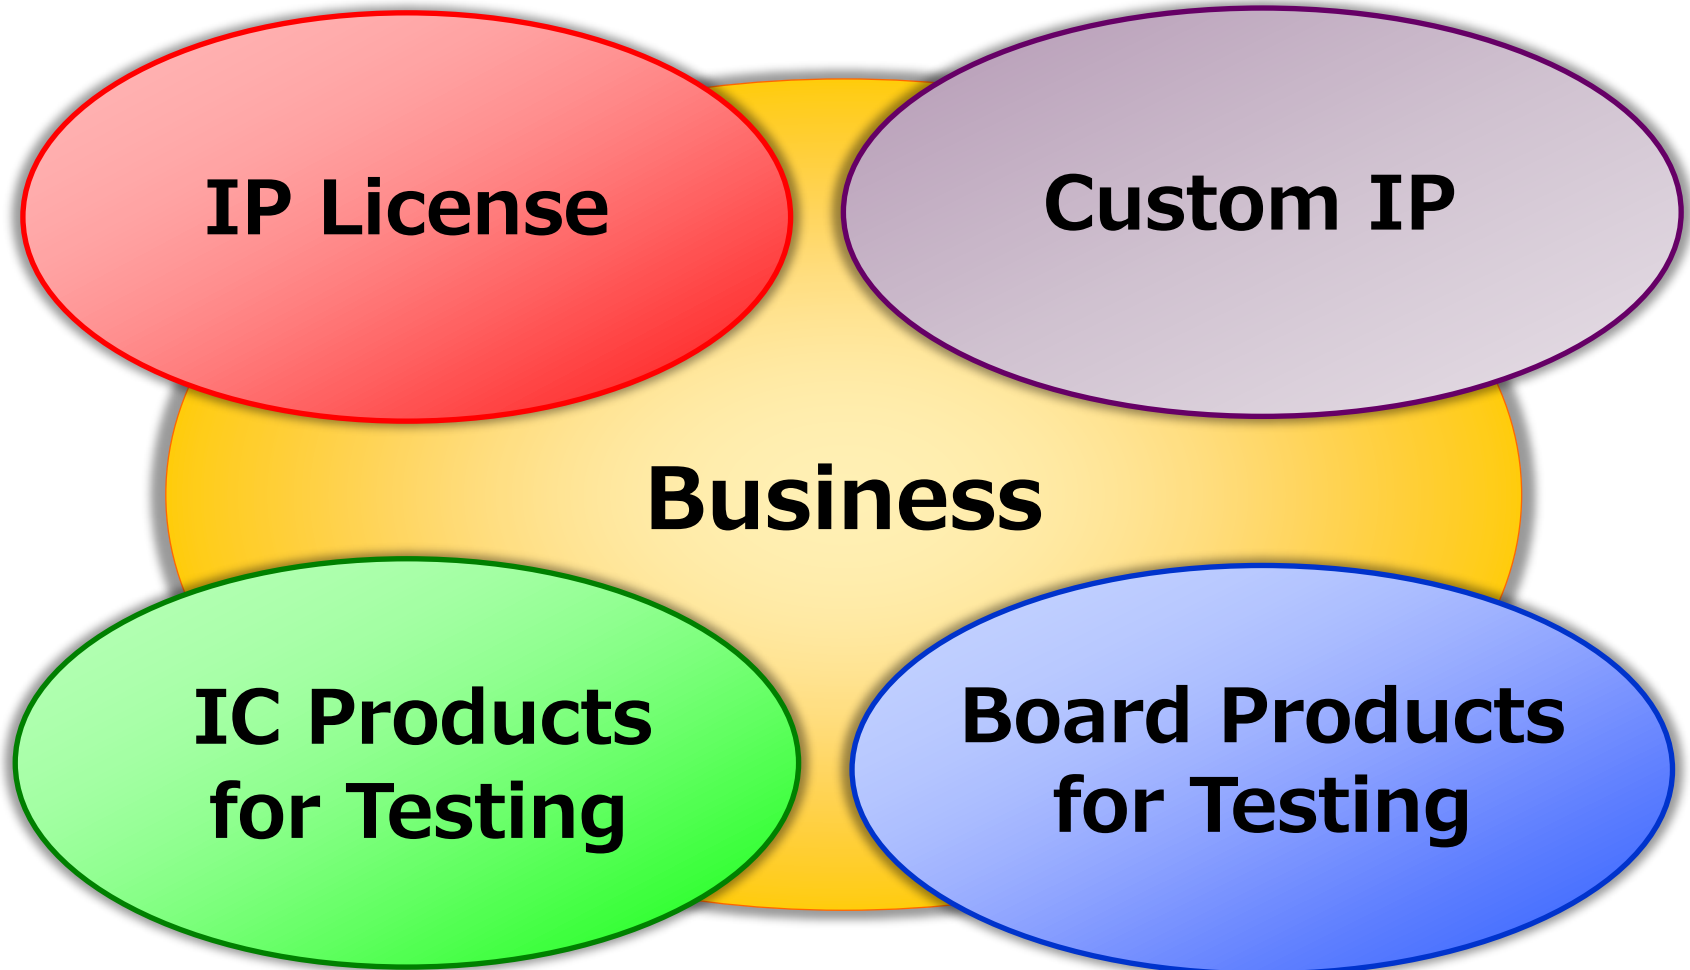 IP License
Custom IP
Business
IC Products
for Testing
Board Products
for Testing